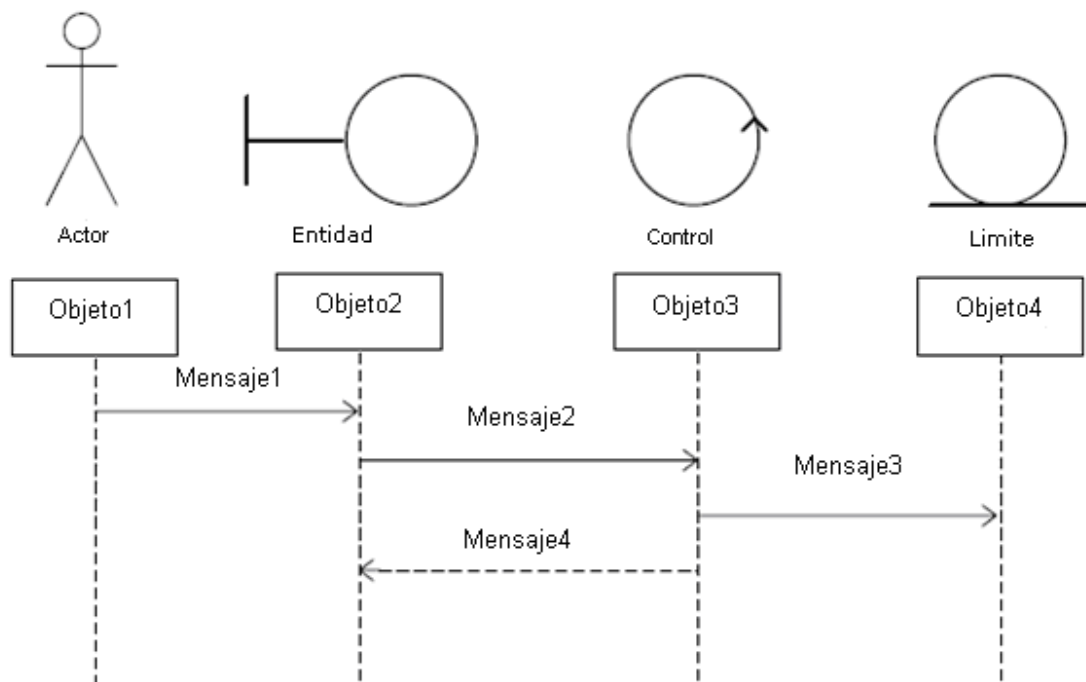 Actor
Entidad
Control
Limite
Objeto1
Objeto2
Objeto3
Objeto4
Mensaje1
Mensaje2
Mensaje3
Mensaje4